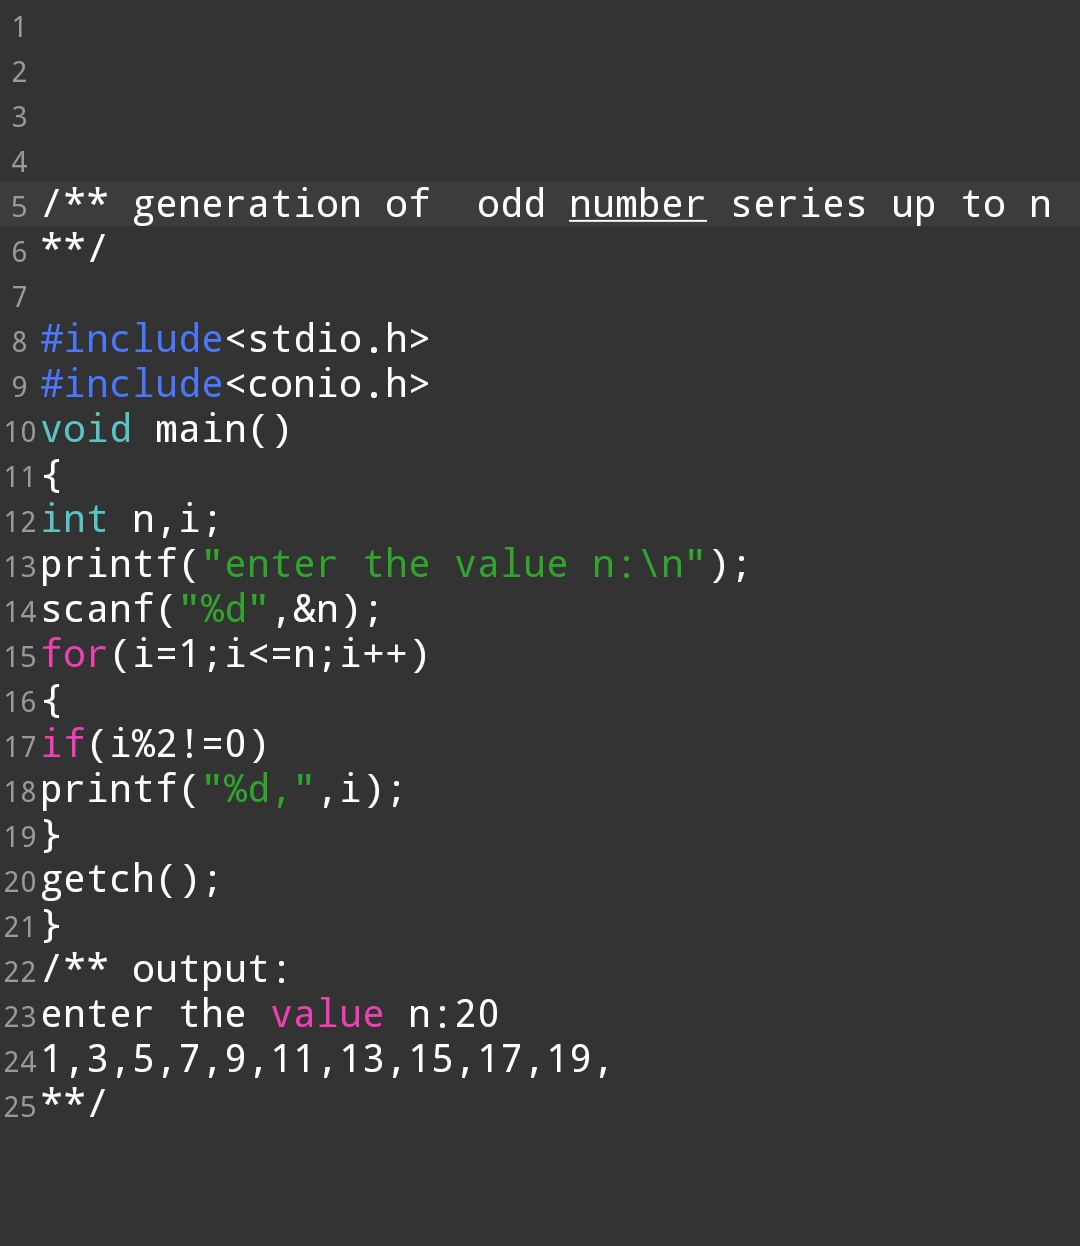 1
2
3
4
5 /** generation of  odd number series up to n
6 **/
7
8 #include<stdio.h>
9 #include<conio.h>
10 void main()
11 {
12 int n,i;
13 printf("enter the value n:\n");
14 scanf("%d",&n);
15 for(i=1;i<=n;i++)
16 {
17 if(i%2!=0)
18 printf("%d,",i);
19 }
20 getch();
21 }
22 /** output:
23 enter the value n:20
24 1,3,5,7,9,11,13,15,17,19,
25 **/